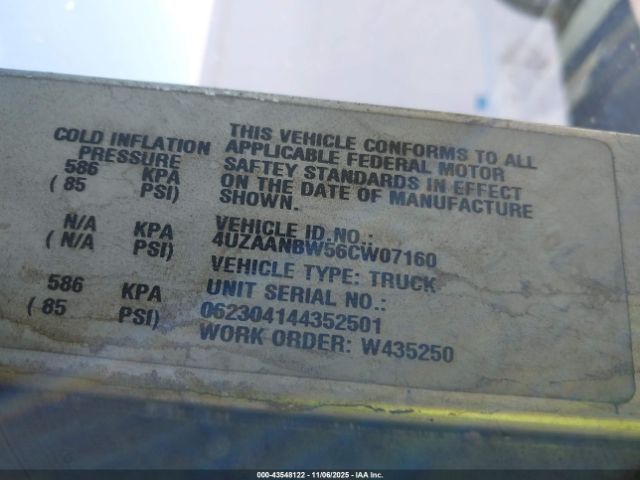 COLD INFLATION
PRESSURE
586 KPA
( 85 PSI)
N/A KPA
( N/A PSI)
586 KPA
( 85 PSI)
THIS VEHICLE CONFORMS TO ALL
APPLICABLE FEDERAL MOTOR
SAFTEY STANDARDS IN EFFECT
ON THE DATE OF MANUFACTURE
SHOWN.
VEHICLE ID.NO.:
4UZAANBW56CW07160
VEHICLE TYPE: TRUCK
UNIT SERIAL NO.:
062304144352501
WORK ORDER: W435250
000-43548122 — 11/06/2025 — IAA Inc.